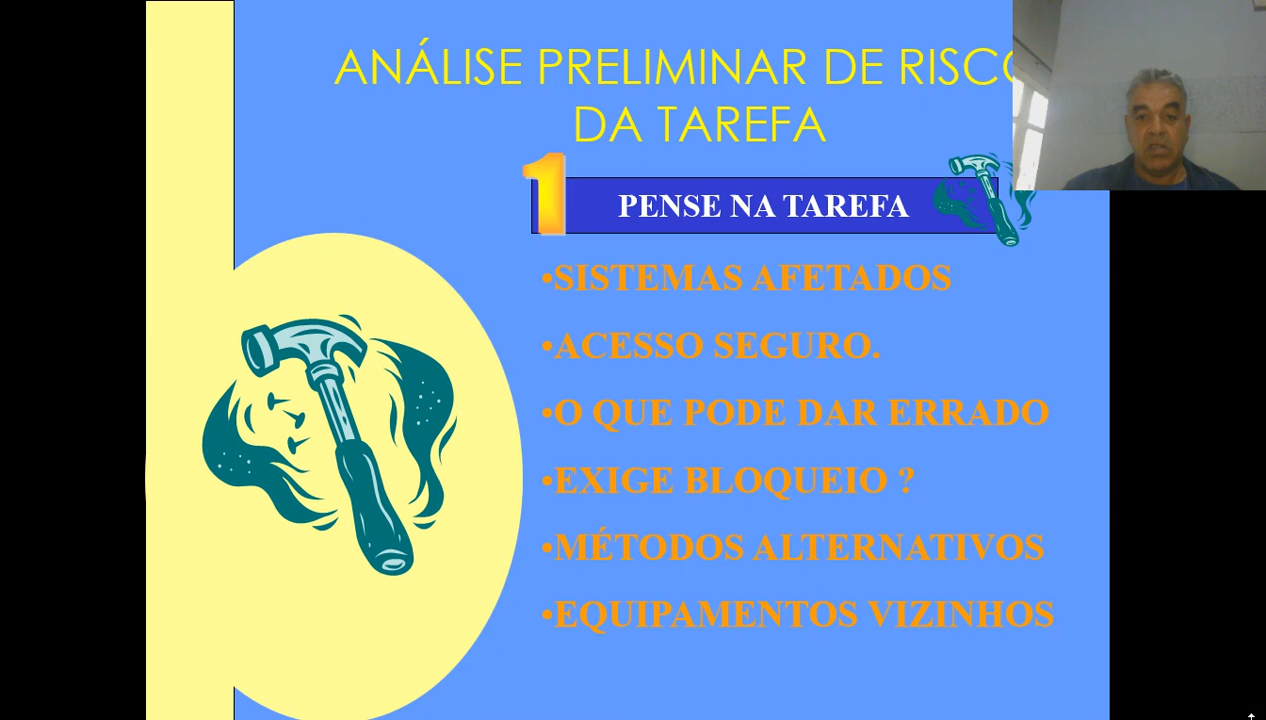 ANÁLISE PRELIMINAR DE RISCO
DA TAREFA
1
PENSE NA TAREFA
•SISTEMAS AFETADOS
•ACESSO SEGURO.
•O QUE PODE DAR ERRADO
•EXIGE BLOQUEIO ?
•MÉTODOS ALTERNATIVOS
•EQUIPAMENTOS VIZINHOS